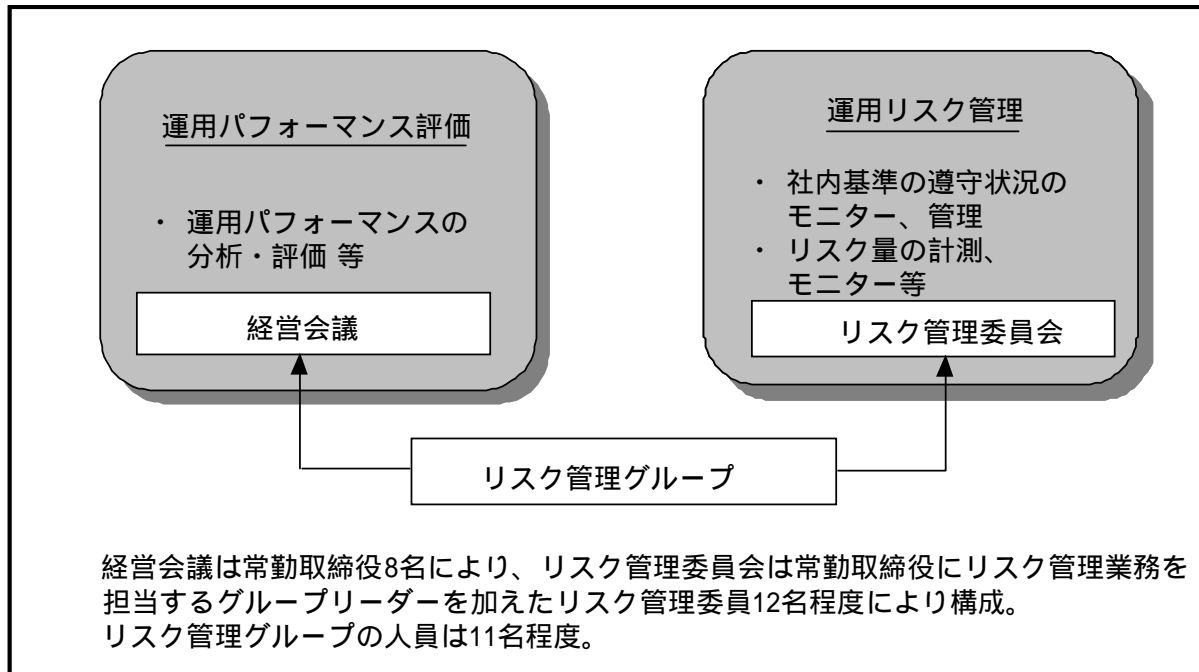 運用パフォーマンス評価
・ 運用パフォーマンスの
分析・評価 等
経営会議
運用リスク管理
・ 社内基準の遵守状況の
モニター、管理
・ リスク量の計測、
モニター等
リスク管理委員会
リスク管理グループ
経営会議は常勤取締役8名により、リスク管理委員会は常勤取締役にリスク管理業務を
担当するグループリーダーを加えたリスク管理委員12名程度により構成。
リスク管理グループの人員は11名程度。